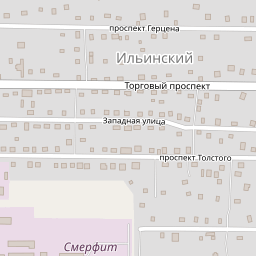 проспект Герцена
Ильинский
Торговый проспект
Западная улица
проспект Толстого
Смерфит